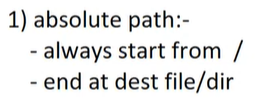 1) absolute path:-
- always start from /
- end at dest file/dir